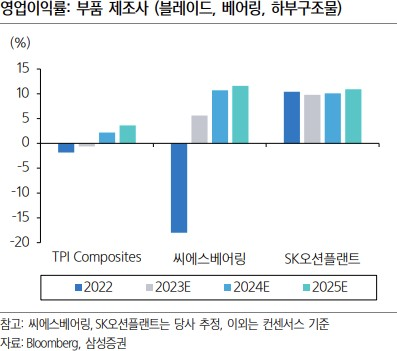 영업이익률: 부품 제조사 (블레이드, 베어링, 하부구조물)
(%)
15
10
5
0
-5
-10
-15
-20
TPI Composites 씨에스베어링 SK오션플랜트
2022 2023E 2024E 2025E
참고: 씨에스베어링, SK오션플랜트는 당사 추정, 이외는 컨센서스 기준
자료: Bloomberg, 삼성증권